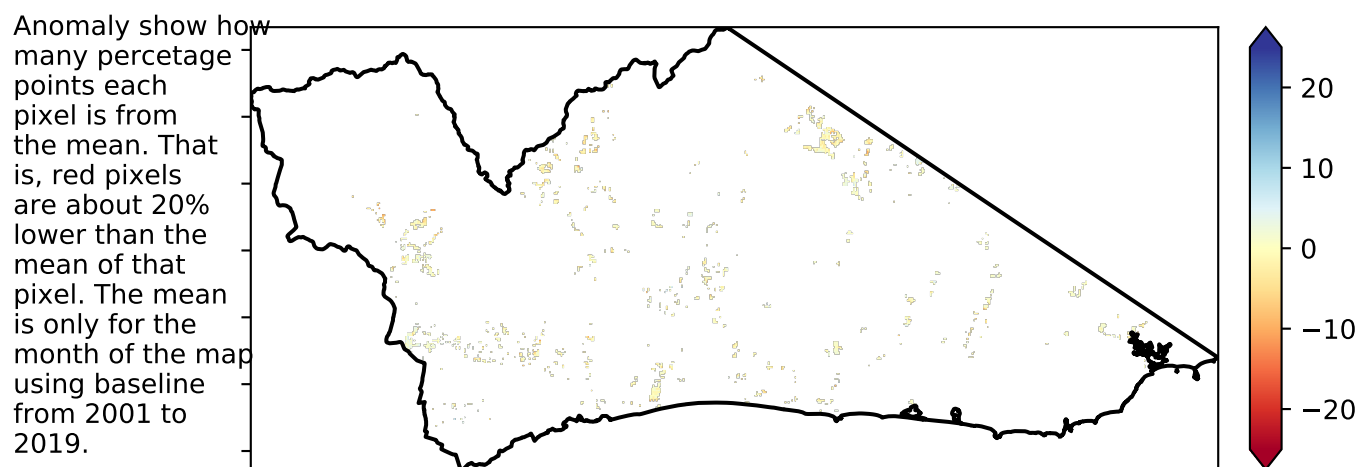 Anomaly show how
many percetage
points each
pixel is from
the mean. That
is, red pixels
are about 20%
lower than the
mean of that
pixel. The mean
is only for the
month of the map
using baseline
from 2001 to
2019.
20
10
0
−10
−20